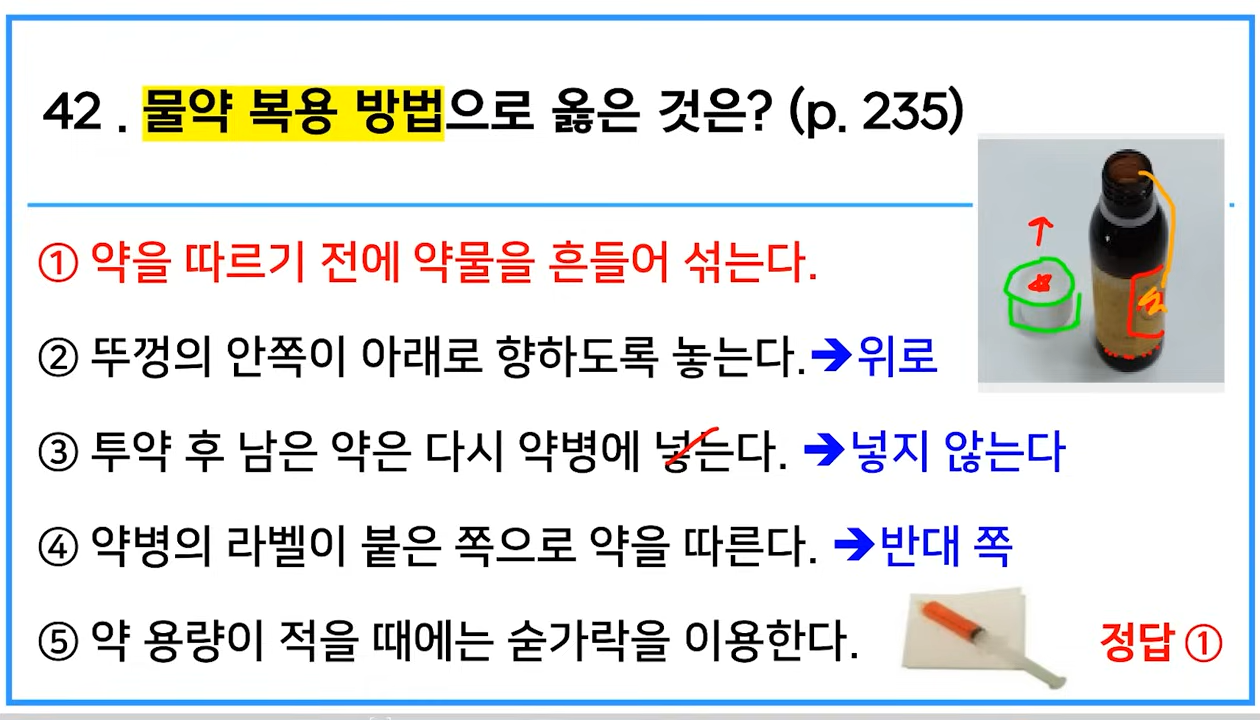 42 . 물약 복용 방법으로 옳은 것은? (p. 235)
① 약을 따르기 전에 약물을 흔들어 섞는다.
② 뚜껑의 안쪽이 아래로 향하도록 놓는다.➔위로
③ 투약 후 남은 약은 다시 약병에 넣는다. ➔넣지 않는다
④ 약병의 라벨이 붙은 쪽으로 약을 따른다. ➔반대 쪽
⑤ 약 용량이 적을 때에는 숟가락을 이용한다.
정답 ①